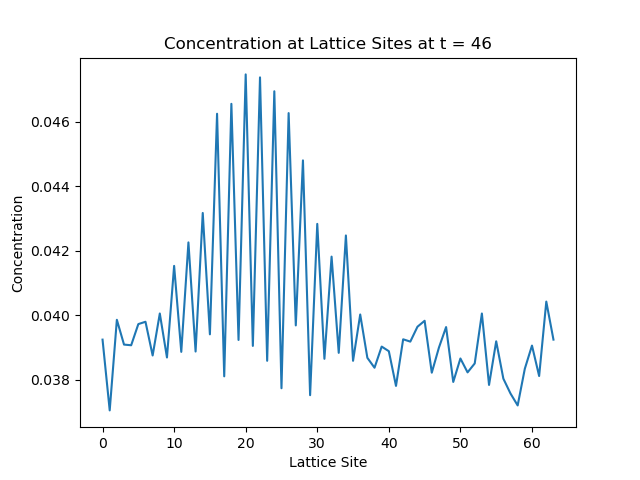 Concentration at Lattice Sites at t = 46
0.046
0.044
0.042
0.040
0.038
Concentration
0 10 20 30 40 50 60
Lattice Site